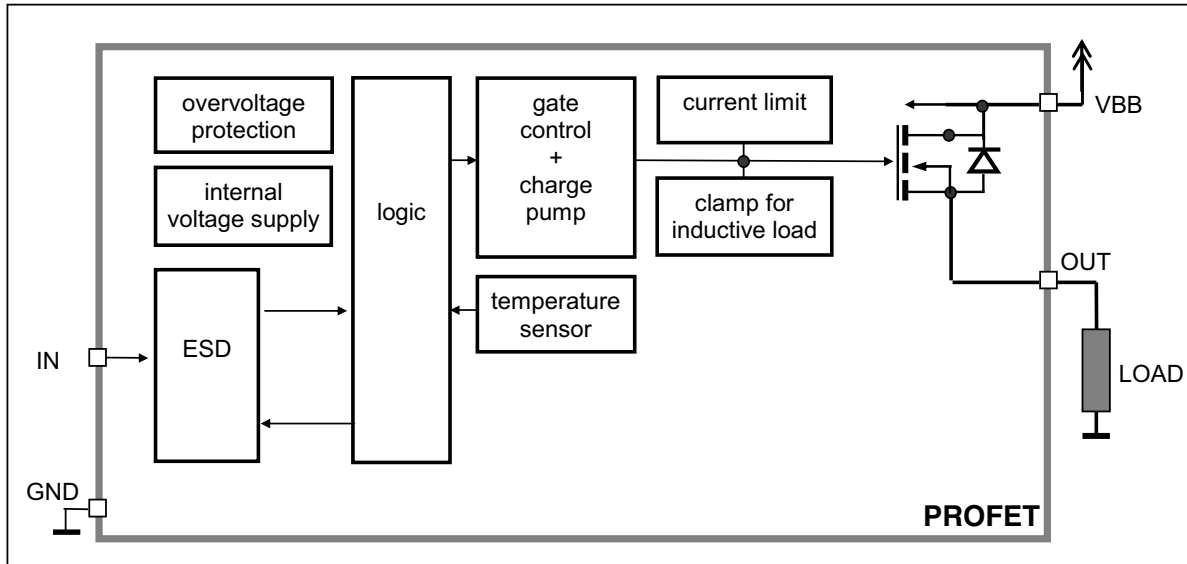 overvoltage
protection
internal
voltage supply
ESD
logic
gate
control
+
charge
pump
temperature
sensor
current limit
clamp for
inductive load
VBB
OUT
LOAD
IN
GND
PROFET